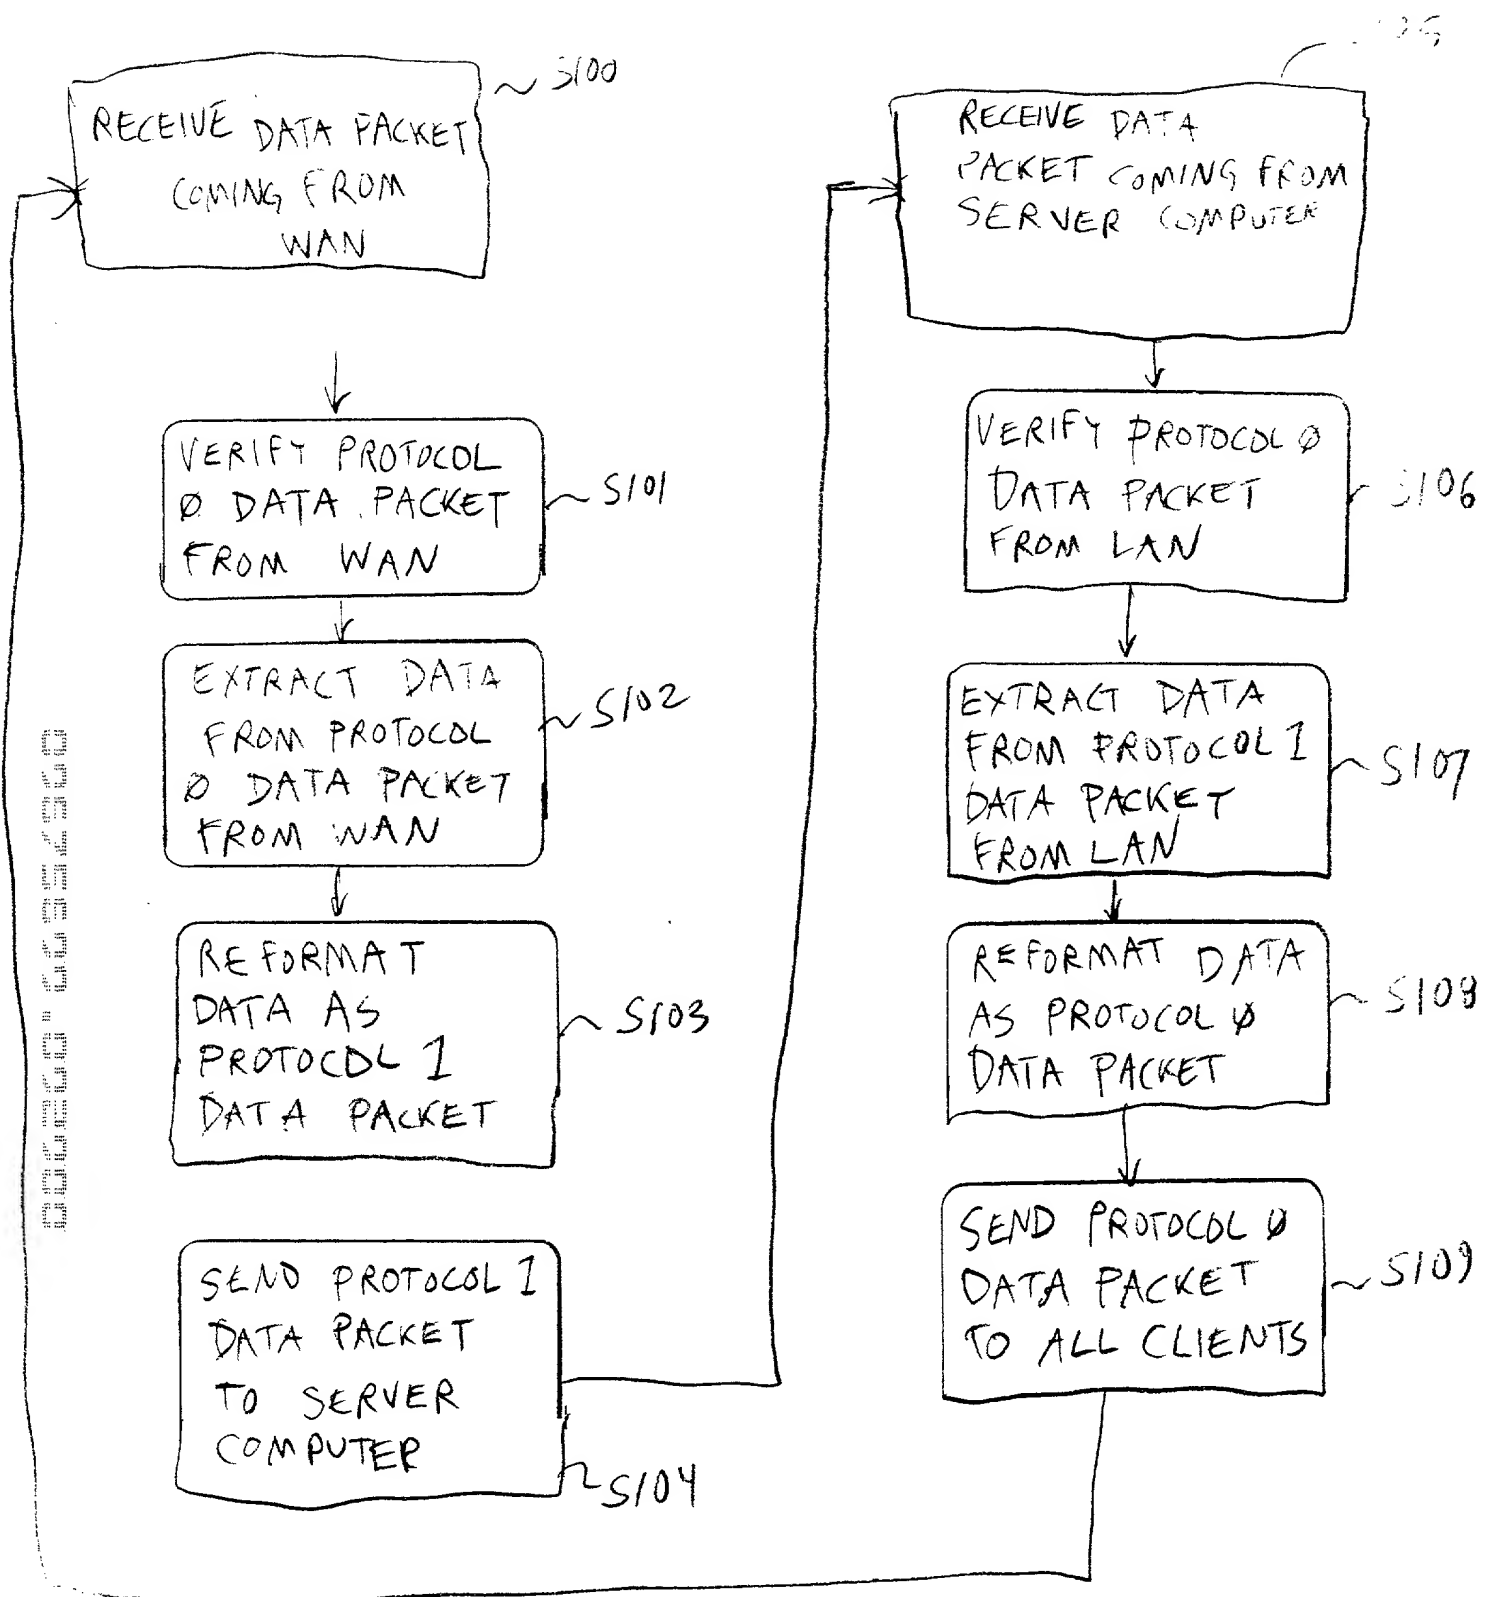 S100
RECEIVE DATA PACKET
COMING FROM
WAN
VERIFY PROTOCOL
Ø DATA PACKET
FROM WAN
S101
EXTRACT DATA
FROM PROTOCOL
Ø DATA PACKET
FROM WAN
S102
REFORMAT
DATA AS
PROTOCOL 1
DATA PACKET
S103
SEND PROTOCOL 1
DATA PACKET
TO SERVER
COMPUTER
S104
RECEIVE DATA
PACKET COMING FROM
SERVER COMPUTER
VERIFY PROTOCOL Ø
DATA PACKET
FROM LAN
S106
EXTRACT DATA
FROM PROTOCOL 1
DATA PACKET
FROM LAN
S107
REFORMAT DATA
AS PROTOCOL Ø
DATA PACKET
S108
SEND PROTOCOL Ø
DATA PACKET
TO ALL CLIENTS
S109